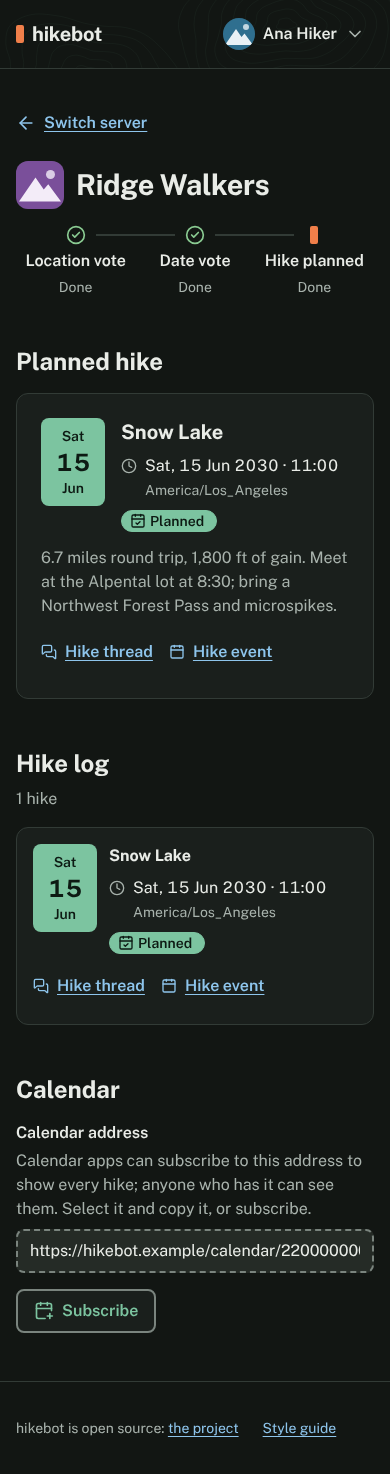 hikebot
Ana Hiker
Switch server
Ridge Walkers
Location vote
Done
Date vote
Done
Hike planned
Done
Planned hike
Sat
15
Jun
Snow Lake
Sat, 15 Jun 2030 · 11:00
America/Los_Angeles
Planned
6.7 miles round trip, 1,800 ft of gain. Meet
at the Alpental lot at 8:30; bring a
Northwest Forest Pass and microspikes.
Hike thread
Hike event
Hike log
1 hike
Sat
15
Jun
Snow Lake
Sat, 15 Jun 2030 · 11:00
America/Los_Angeles
Planned
Hike thread
Hike event
Calendar
Calendar address
Calendar apps can subscribe to this address to
show every hike; anyone who has it can see
them. Select it and copy it, or subscribe.
https://hikebot.example/calendar/22000000
Subscribe
hikebot is open source: the project
Style guide